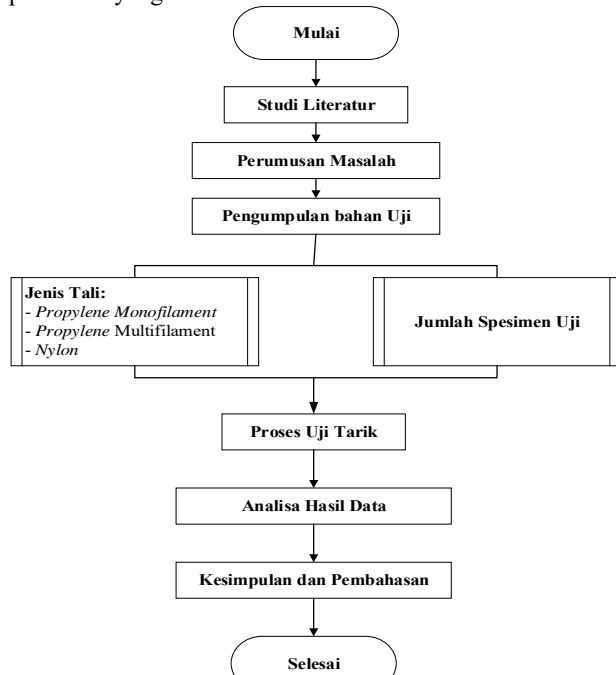 Mulai
Studi Literatur
Perumusan Masalah
Pengumpulan bahan Uji
Jenis Tali:
- Propylene Monofilament
- Propylene Multifilament
- Nylon
Jumlah Spesimen Uji
Proses Uji Tarik
Analisa Hasil Data
Kesimpulan dan Pembahasan
Selesai